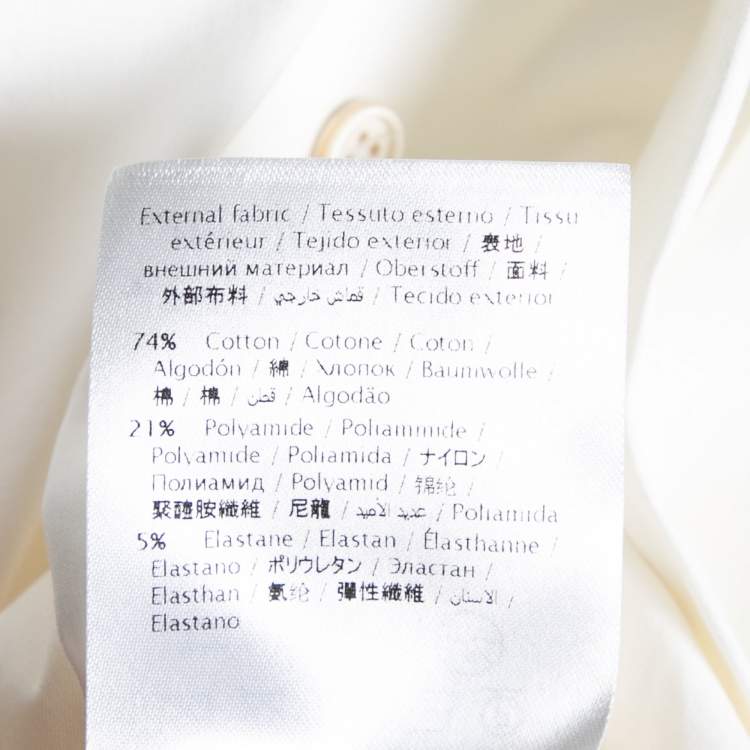 External fabric / Tessuto esterno / Tissu
extérieur / Tejido exterior / 表地 /
внешний материал / Oberstoff / 面料 /
外部布料 / قماش خارجي / Tecido exterior
74% Cotton / Cotone / Coton /
Algodón / 綿 / Хлопок / Baumwolle /
棉 / 棉 / قطن / Algodão
21% Polyamide / Poliammide /
Polyamide / Poliamida / ナイロン /
Полиамид / Polyamid / 锦纶 /
聚醯胺纖維 / 尼龍 / عديد الأميد / Poliamida
5% Elastane / Elastan / Élasthanne /
Elastano / ポリウレタン / Эластан /
Elasthan / 氨纶 / 彈性纖維 / الاستان /
Elastano